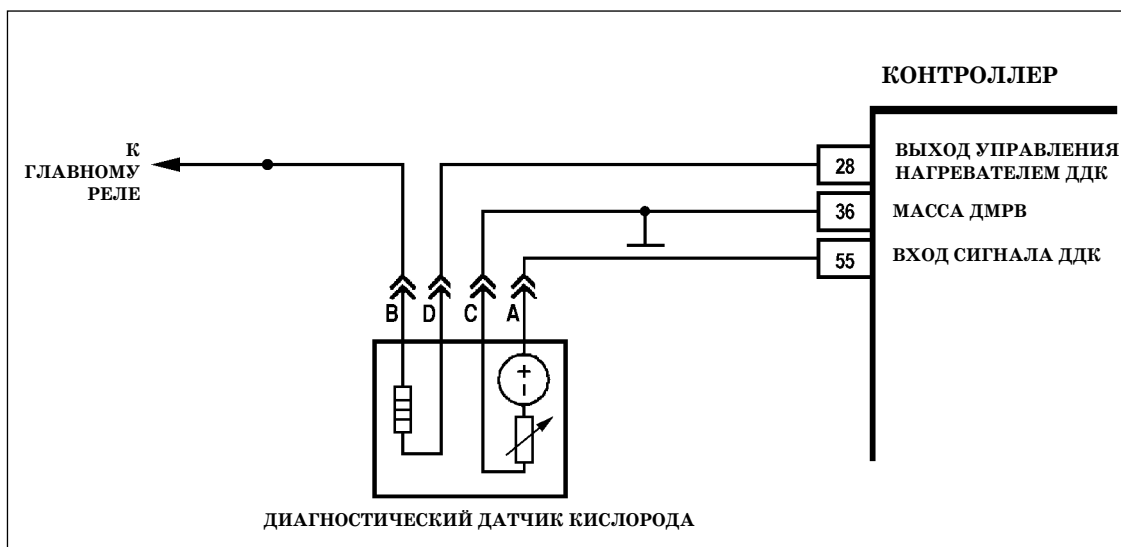 КОНТРОЛЛЕР
К
ГЛАВНОМУ
РЕЛЕ
28
ВЫХОД УПРАВЛЕНИЯ
НАГРЕВАТЕЛЕМ ДДК
36
МАССА ДМРВ
55
ВХОД СИГНАЛА ДДК
B D C A
ДИАГНОСТИЧЕСКИЙ ДАТЧИК КИСЛОРОДА